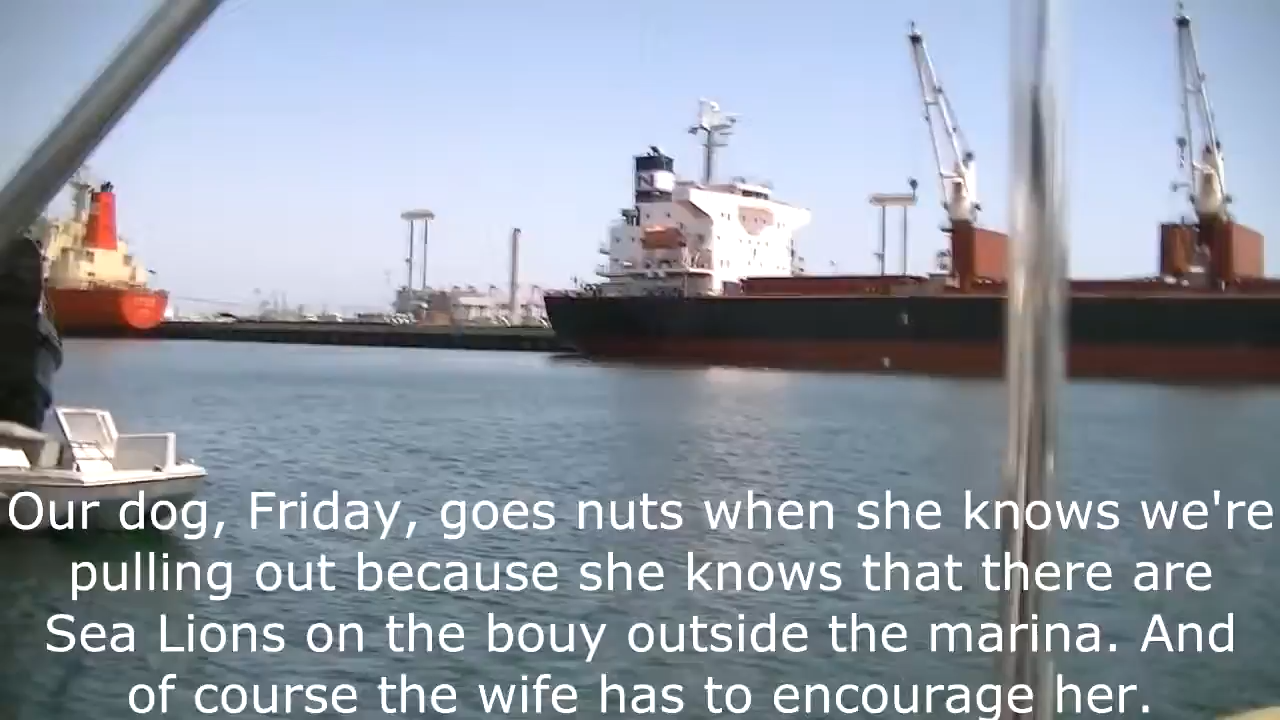 N
Our dog, Friday, goes nuts when she knows we're
pulling out because she knows that there are
Sea Lions on the bouy outside the marina. And
of course the wife has to encourage her.